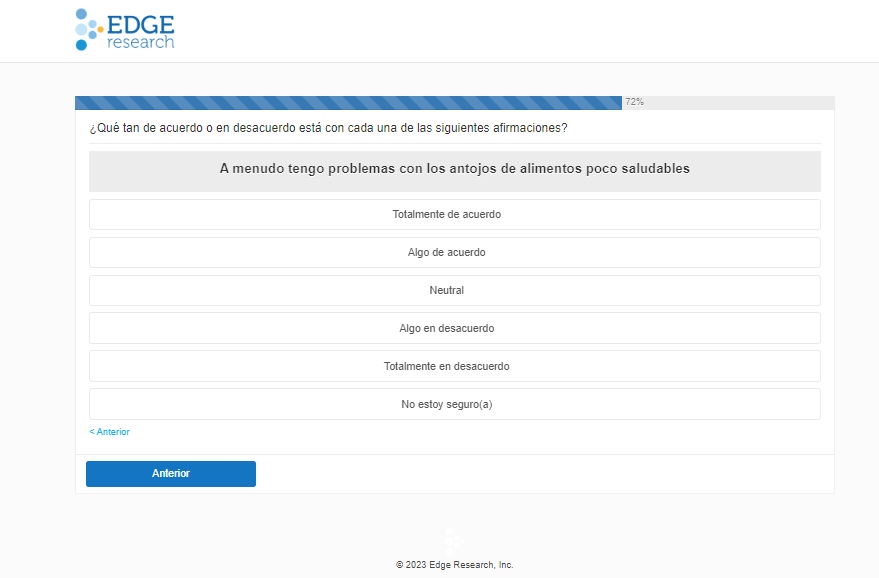 EDGE
research
72%
¿Qué tan de acuerdo o en desacuerdo está con cada una de las siguientes afirmaciones?
A menudo tengo problemas con los antojos de alimentos poco saludables
Totalmente de acuerdo
Algo de acuerdo
Neutral
Algo en desacuerdo
Totalmente en desacuerdo
No estoy seguro(a)
< Anterior
Anterior
© 2023 Edge Research, Inc.